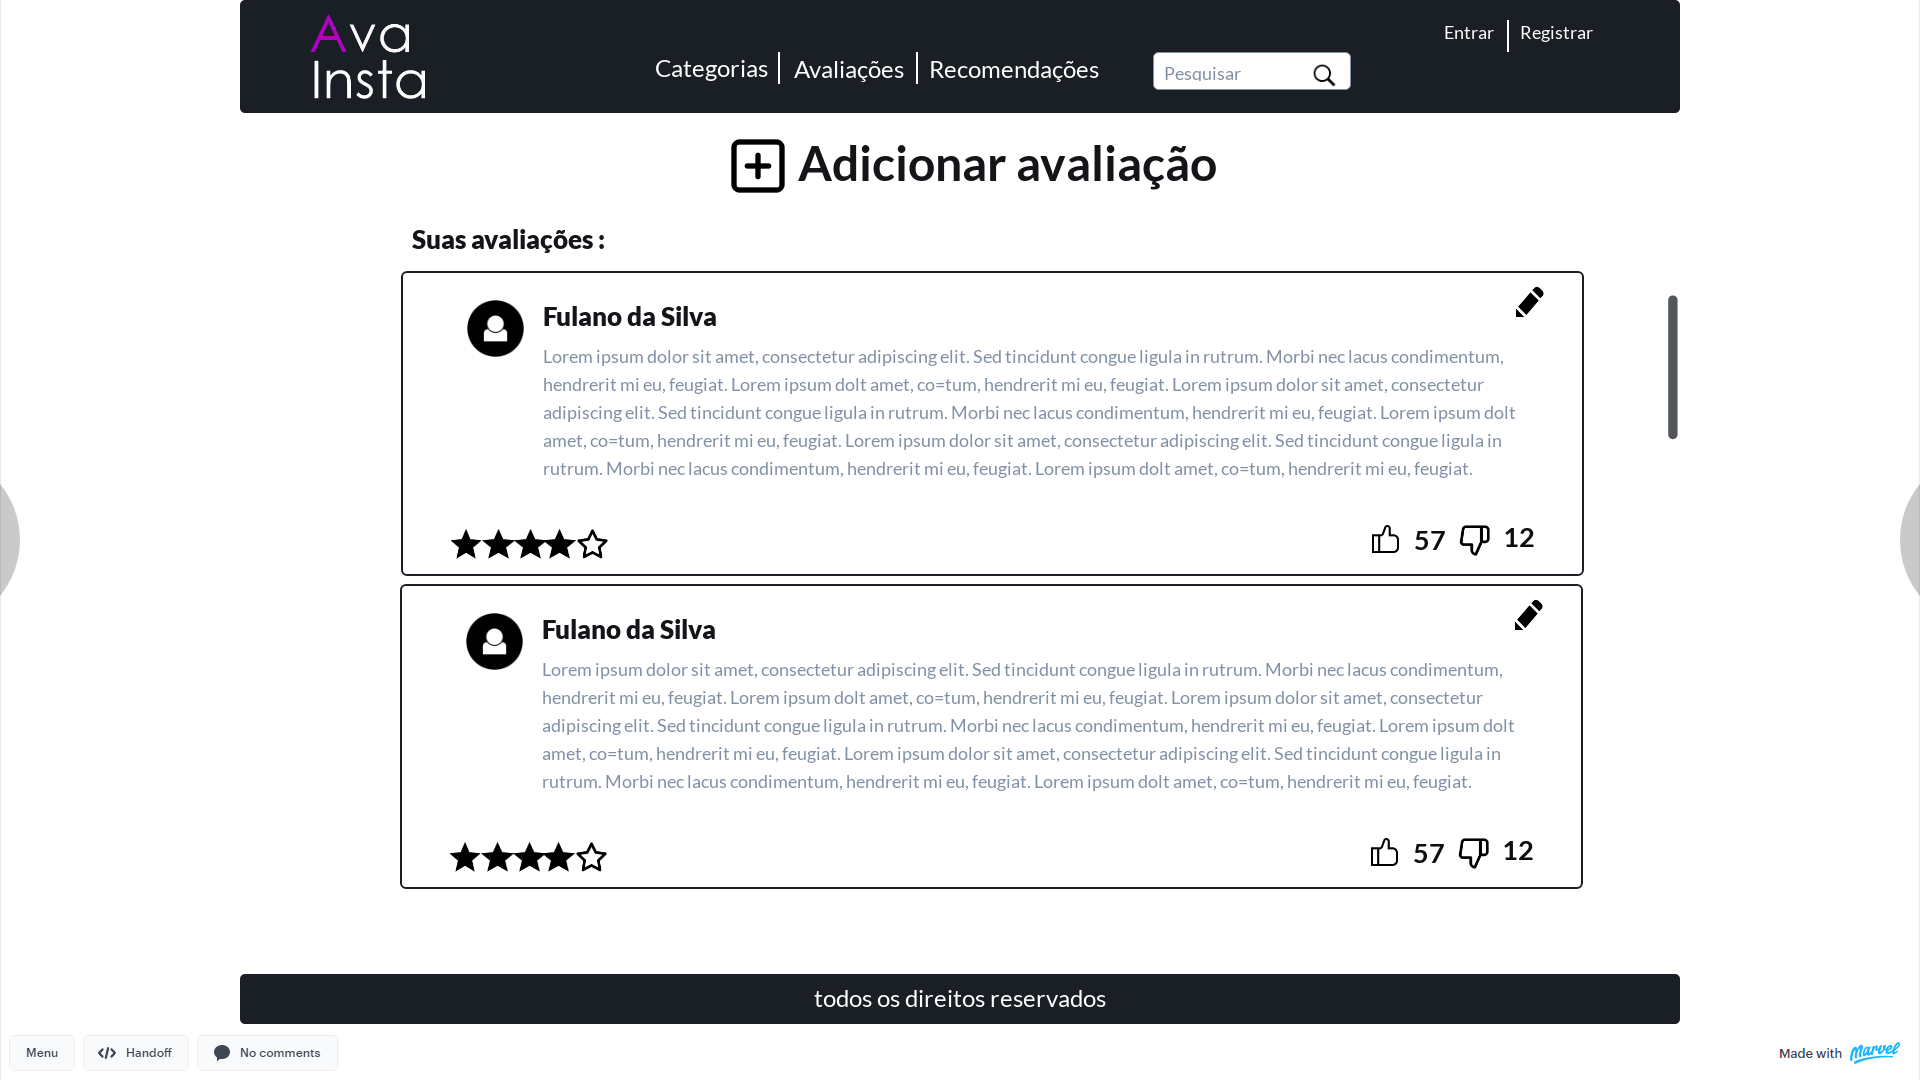 Ava
Insta
Categorias
Avaliações
Recomendações
Pesquisar
Entrar
Registrar
Adicionar avaliação
Suas avaliações :
Fulano da Silva
Lorem ipsum dolor sit amet, consectetur adipiscing elit. Sed tincidunt congue ligula in rutrum. Morbi nec lacus condimentum,
hendrerit mi eu, feugiat. Lorem ipsum dolt amet, co=tum, hendrerit mi eu, feugiat. Lorem ipsum dolor sit amet, consectetur
adipiscing elit. Sed tincidunt congue ligula in rutrum. Morbi nec lacus condimentum, hendrerit mi eu, feugiat. Lorem ipsum dolt
amet, co=tum, hendrerit mi eu, feugiat. Lorem ipsum dolor sit amet, consectetur adipiscing elit. Sed tincidunt congue ligula in
rutrum. Morbi nec lacus condimentum, hendrerit mi eu, feugiat. Lorem ipsum dolt amet, co=tum, hendrerit mi eu, feugiat.
57
12
Fulano da Silva
Lorem ipsum dolor sit amet, consectetur adipiscing elit. Sed tincidunt congue ligula in rutrum. Morbi nec lacus condimentum,
hendrerit mi eu, feugiat. Lorem ipsum dolt amet, co=tum, hendrerit mi eu, feugiat. Lorem ipsum dolor sit amet, consectetur
adipiscing elit. Sed tincidunt congue ligula in rutrum. Morbi nec lacus condimentum, hendrerit mi eu, feugiat. Lorem ipsum dolt
amet, co=tum, hendrerit mi eu, feugiat. Lorem ipsum dolor sit amet, consectetur adipiscing elit. Sed tincidunt congue ligula in
rutrum. Morbi nec lacus condimentum, hendrerit mi eu, feugiat. Lorem ipsum dolt amet, co=tum, hendrerit mi eu, feugiat.
57
12
todos os direitos reservados
Menu
Handoff
No comments
Made with Marvel